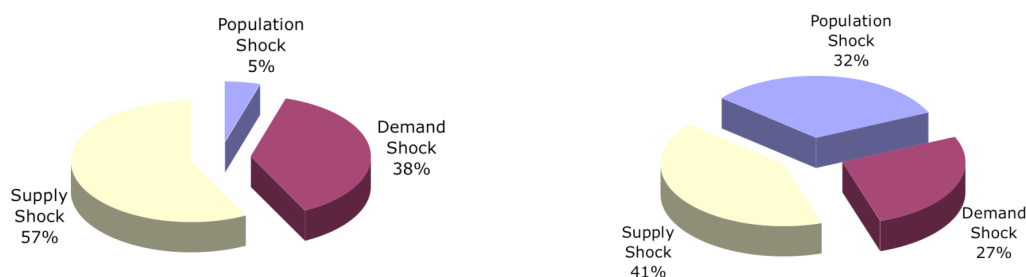 Population
Shock
5%
Demand
Shock
38%
Supply
Shock
57%
Population
Shock
32%
Demand
Shock
27%
Supply
Shock
41%